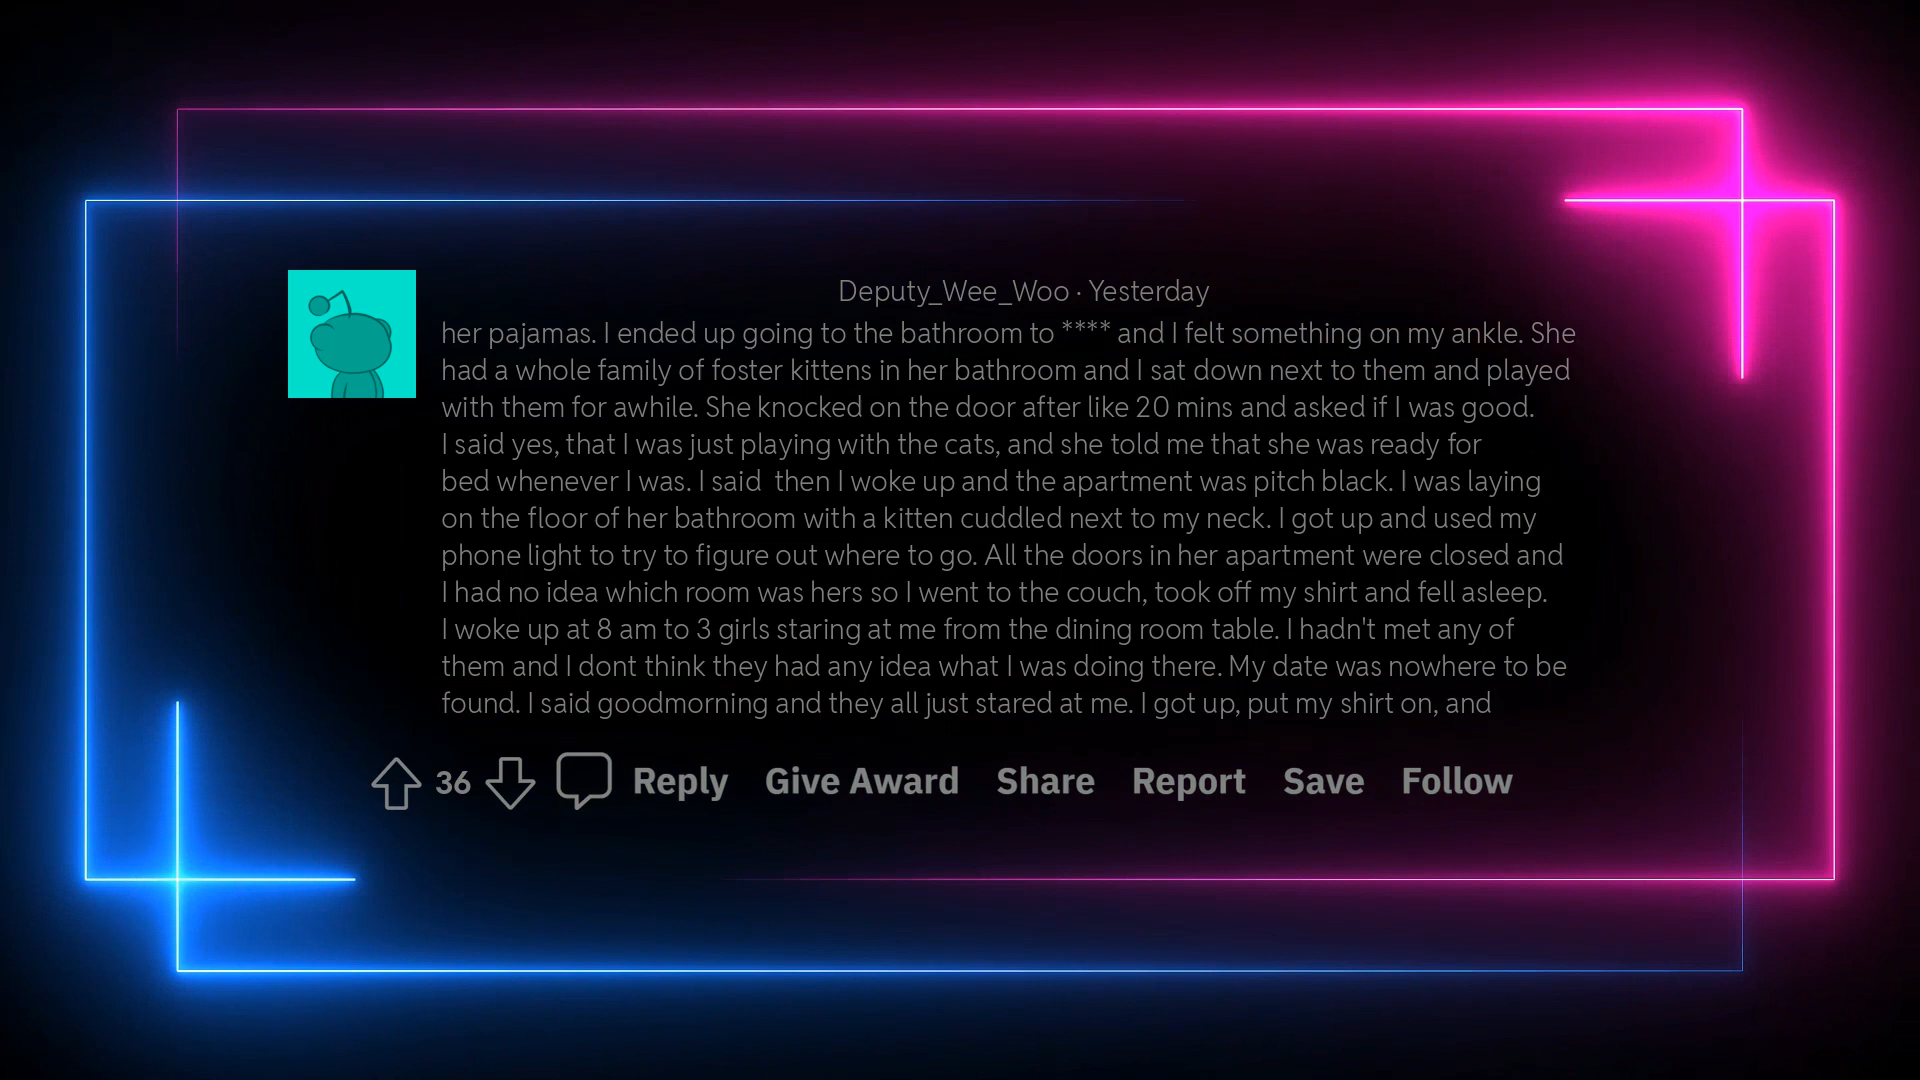 Deputy_Wee_Woo · Yesterday
her pajamas. I ended up going to the bathroom to **** and I felt something on my ankle. She
had a whole family of foster kittens in her bathroom and I sat down next to them and played
with them for awhile. She knocked on the door after like 20 mins and asked if I was good.
I said yes, that I was just playing with the cats, and she told me that she was ready for
bed whenever I was. I said  then I woke up and the apartment was pitch black. I was laying
on the floor of her bathroom with a kitten cuddled next to my neck. I got up and used my
phone light to try to figure out where to go. All the doors in her apartment were closed and
I had no idea which room was hers so I went to the couch, took off my shirt and fell asleep.
I woke up at 8 am to 3 girls staring at me from the dining room table. I hadn't met any of
them and I dont think they had any idea what I was doing there. My date was nowhere to be
found. I said goodmorning and they all just stared at me. I got up, put my shirt on, and
36 Reply Give Award Share Report Save Follow